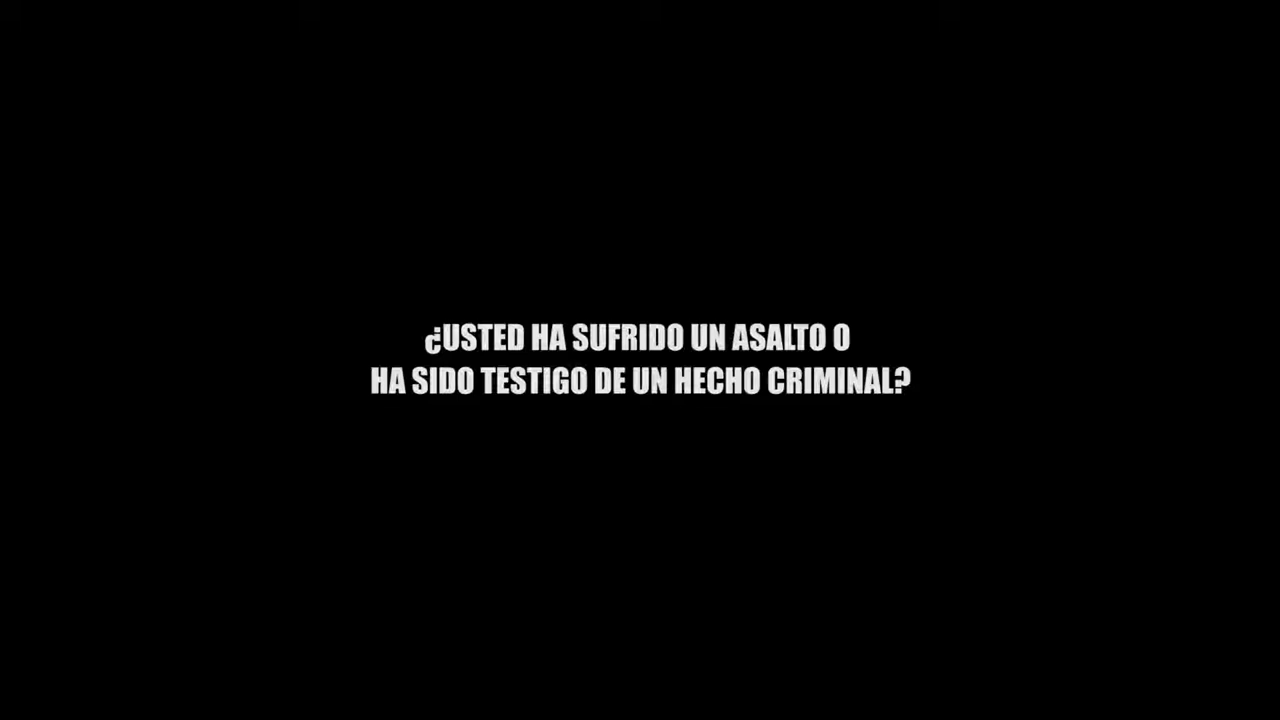 ¿USTED HA SUFRIDO UN ASALTO O
HA SIDO TESTIGO DE UN HECHO CRIMINAL?